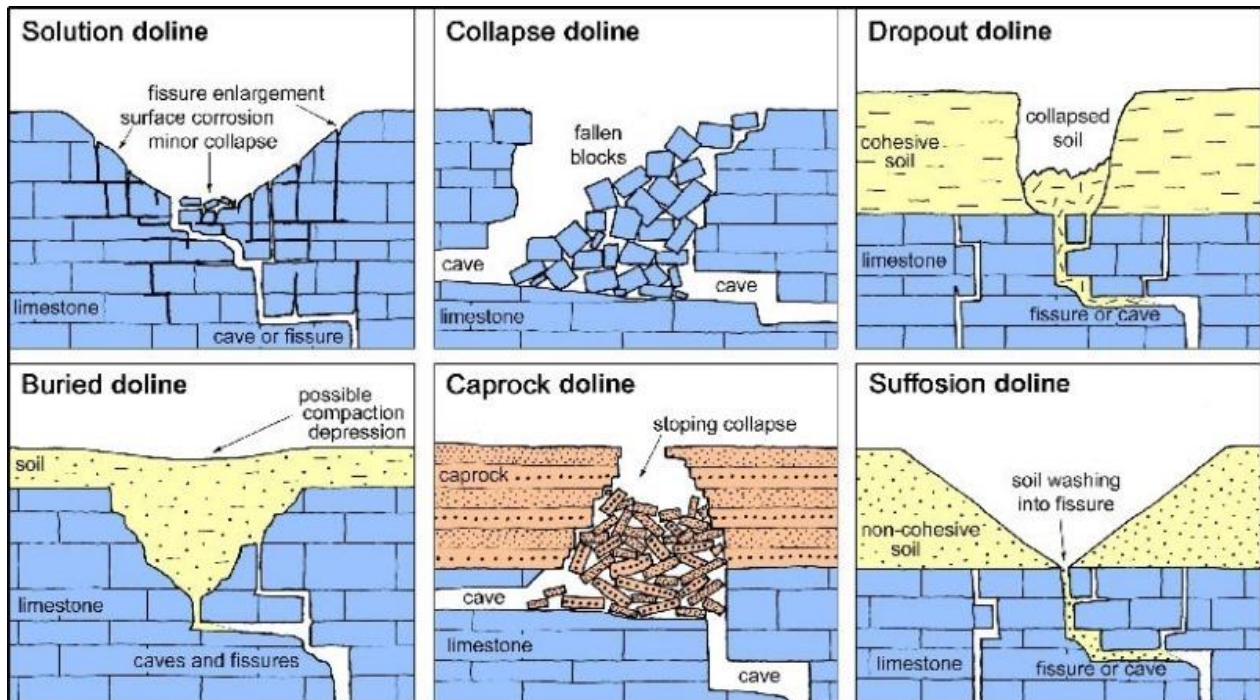 Solution doline
fissure enlargement
surface corrosion
minor collapse
limestone
cave or fissure
Collapse doline
fallen
blocks
cave
cave
limestone
Dropout doline
collapsed
soil
cohesive
soil
limestone
fissure or cave
Buried doline
possible
compaction
depression
soil
limestone
caves and fissures
Caprock doline
stoping collapse
caprock
cave
limestone
cave
Suffosion doline
soil washing
into fissure
non-cohesive
soil
limestone
fissure or cave